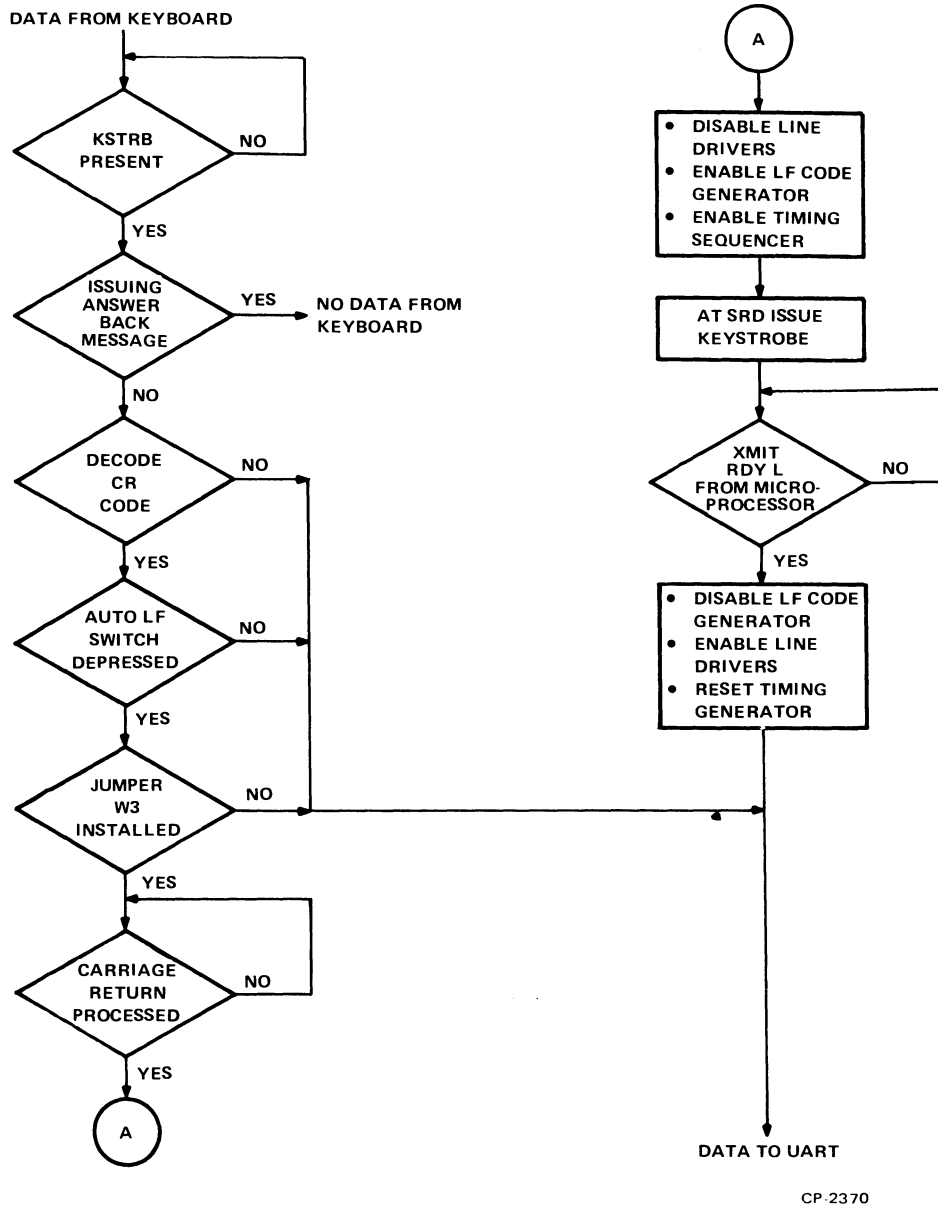 DATA FROM KEYBOARD
KSTRB
PRESENT
NO
YES
ISSUING
ANSWER
BACK
MESSAGE
YES
NO DATA FROM
KEYBOARD
NO
DECODE
CR
CODE
NO
YES
AUTO LF
SWITCH
DEPRESSED
NO
YES
JUMPER
W3
INSTALLED
NO
YES
CARRIAGE
RETURN
PROCESSED
NO
YES
A
A
• DISABLE LINE
DRIVERS
• ENABLE LF CODE
GENERATOR
• ENABLE TIMING
SEQUENCER
AT SRD ISSUE
KEYSTROBE
XMIT
RDY L
FROM MICRO-
PROCESSOR
NO
YES
• DISABLE LF CODE
GENERATOR
• ENABLE LINE
DRIVERS
• RESET TIMING
GENERATOR
DATA TO UART
CP-2370